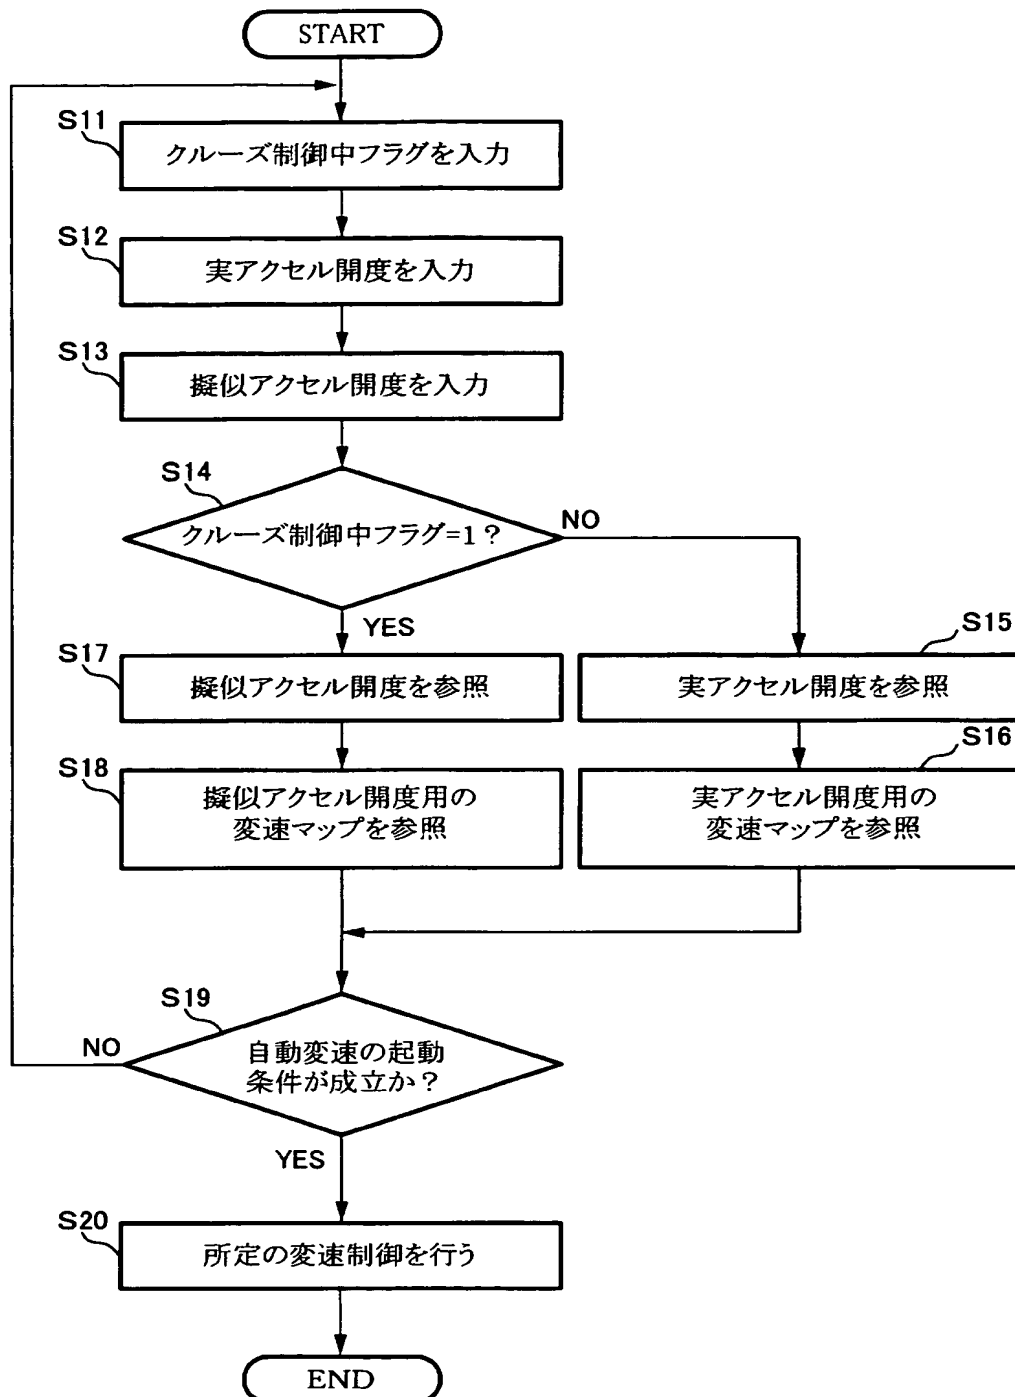 START
S11
クルーズ制御中フラグを入力
S12
実アクセル開度を入力
S13
擬似アクセル開度を入力
S14
クルーズ制御中フラグ=1?
NO
YES
S15
S17
擬似アクセル開度を参照
実アクセル開度を参照
S16
S18
擬似アクセル開度用の
変速マップを参照
実アクセル開度用の
変速マップを参照
S19
NO
自動変速の起動
条件が成立か?
YES
S20
所定の変速制御を行う
END